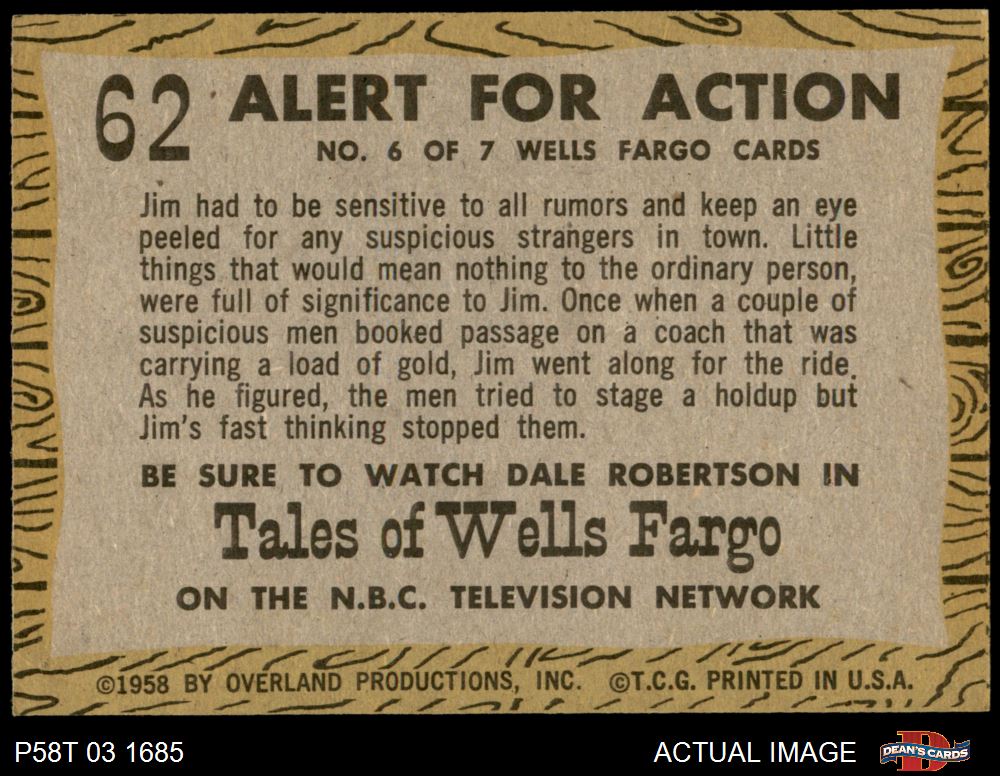 62 ALERT FOR ACTION
NO. 6 OF 7 WELLS FARGO CARDS
Jim had to be sensitive to all rumors and keep an eye
peeled for any suspicious strangers in town. Little
things that would mean nothing to the ordinary person,
were full of significance to Jim. Once when a couple of
suspicious men booked passage on a coach that was
carrying a load of gold, Jim went along for the ride.
As he figured, the men tried to stage a holdup but
Jim's fast thinking stopped them.
BE SURE TO WATCH DALE ROBERTSON IN
Tales of Wells Fargo
ON THE N.B.C. TELEVISION NETWORK
©1958 BY OVERLAND PRODUCTIONS, INC. ©T.C.G. PRINTED IN U.S.A.
P58T 03 1685 ACTUAL IMAGE DEAN'S CARDS